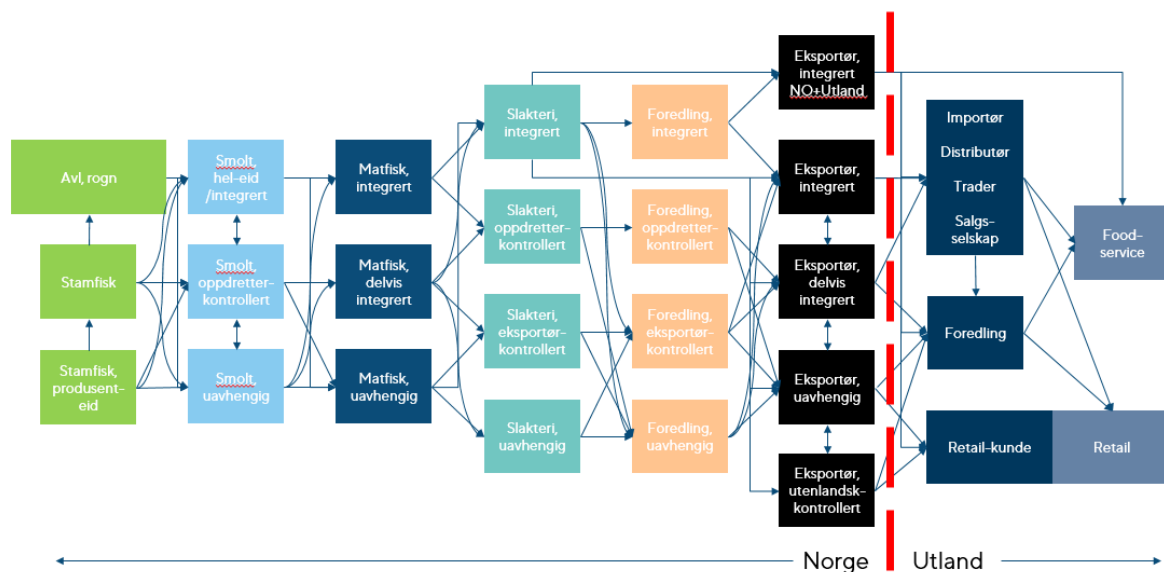 Avl, rogn
Stamfisk
Stamfisk,
produsent-
eid
Smolt,
hel-eid
/integrert
Smolt,
oppdretter-
kontrollert
Smolt,
uavhengig
Matfisk,
integrert
Matfisk,
delvis
integrert
Matfisk,
uavhengig
Slakteri,
integrert
Slakteri,
oppdretter-
kontrollert
Slakteri,
eksportør-
kontrollert
Slakteri,
uavhengig
Foredling,
integrert
Foredling,
oppdretter-
kontrollert
Foredling,
eksportør-
kontrollert
Foredling,
uavhengig
Eksportør,
integrert
NO+Utland
Eksportør,
integrert
Eksportør,
delvis
integrert
Eksportør,
uavhengig
Eksportør,
utenlandsk-
kontrollert
Importør
Distributør
Trader
Salgs-
selskap
Foredling
Retail-kunde
Retail
Food-
service
Norge
Utland